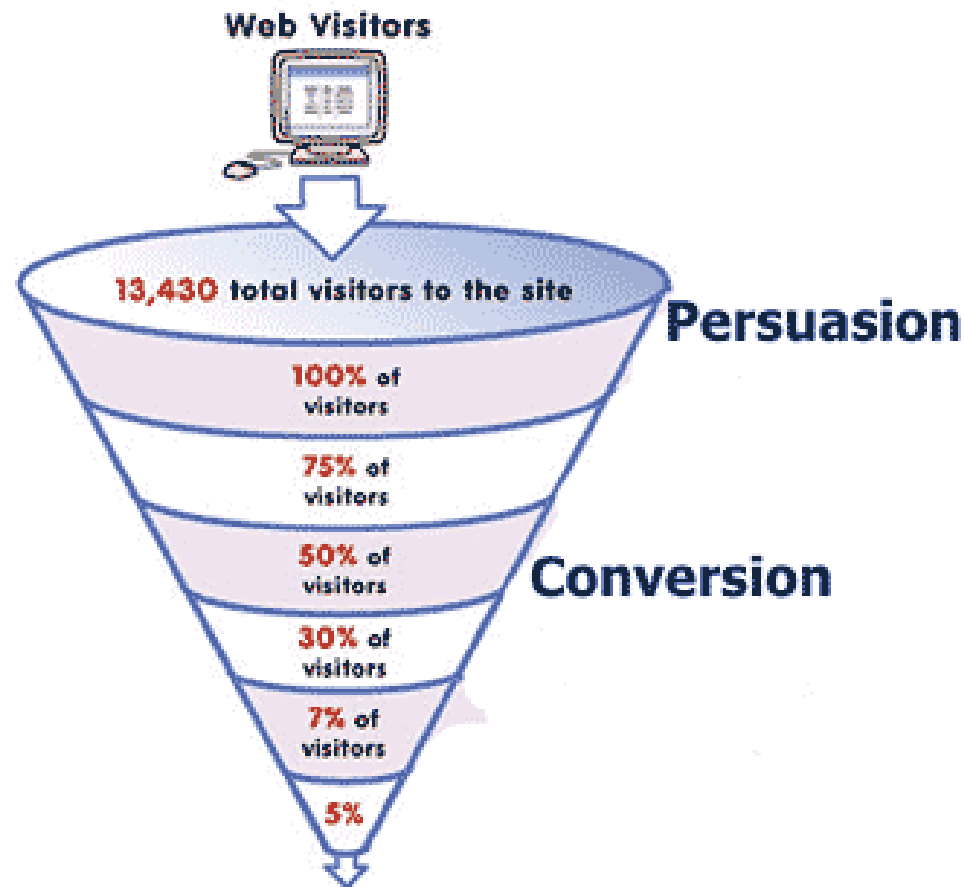 Web Visitors
13,430 total visitors to the site
Persuasion
100% of
visitors
75% of
visitors
50% of
visitors
Conversion
30% of
visitors
7% of
visitors
5%